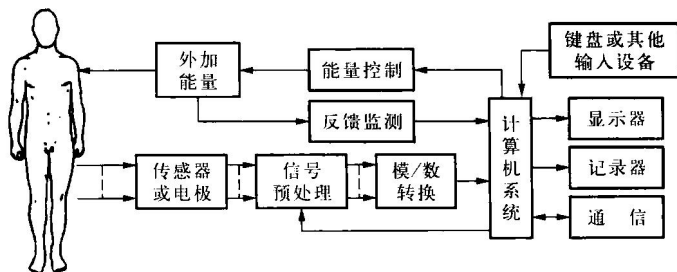 外加
能量
能量控制
键盘或其他
输入设备
反馈监测
计算机系统
显示器
传感器
或电极
信号
预处理
模/数
转换
记录器
通 信